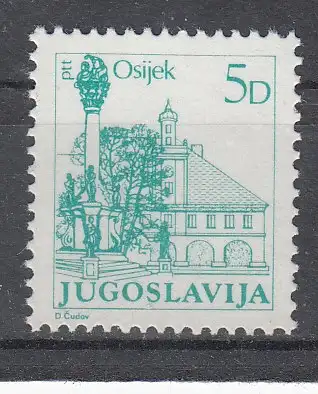 ptt Osijek 5D
JUGOSLAVIJA
D Čudov